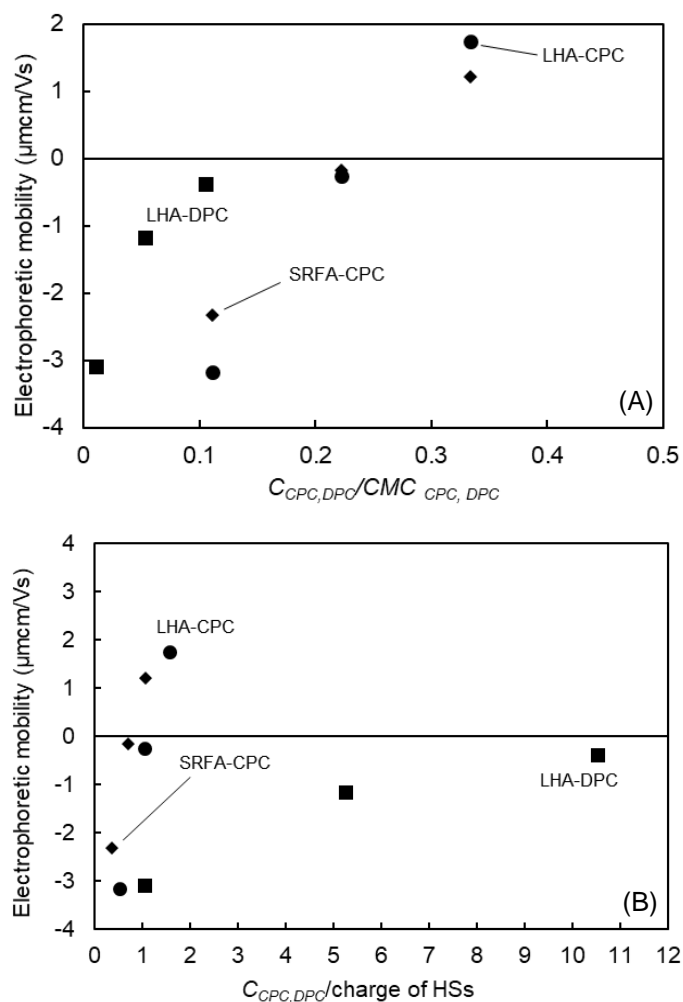 2
1
0
-1
-2
-3
-4
Electrophoretic mobility (µmcm/Vs)
LHA-CPC
LHA-DPC
SRFA-CPC
(A)
0 0.1 0.2 0.3 0.4 0.5
C_CPC,DPC/CMC CPC, DPC
4
3
2
1
0
-1
-2
-3
-4
Electrophoretic mobility (µmcm/Vs)
LHA-CPC
SRFA-CPC
LHA-DPC
(B)
0 1 2 3 4 5 6 7 8 9 10 11 12
C_CPC.DPC/charge of HSs